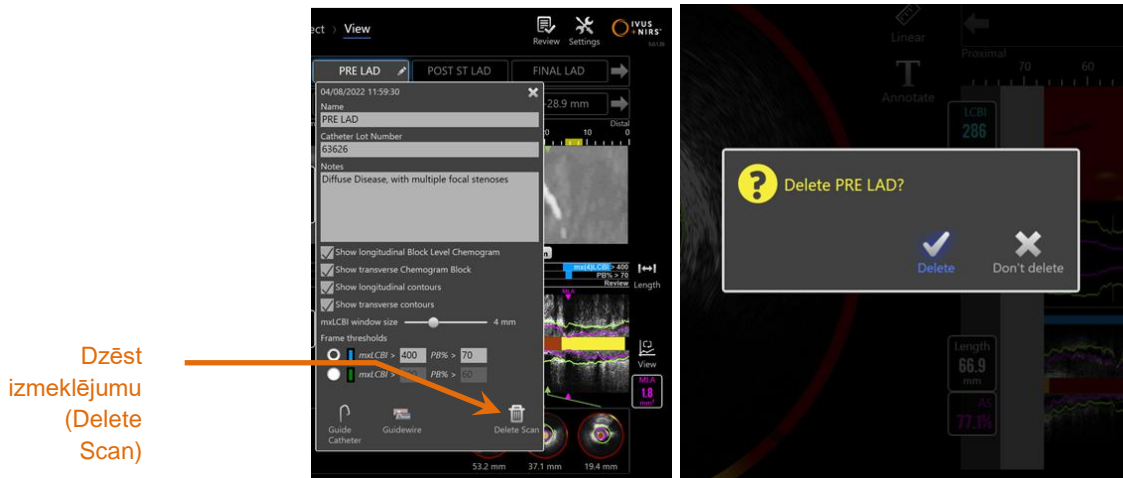 Dzēst
izmeklējumu
(Delete
Scan)
ect > View
Review
Settings
IVUS
+NIRS
PRE LAD
POST ST LAD
FINAL LAD
04/08/2022 11:59:30
28.9 mm
Name
PRE LAD
Distal
10 0
Catheter Lot Number
63626
Notes
Diffuse Disease, with multiple focal stenoses
Show longitudinal Block Level Chemogram
Show transverse Chemogram Block
Show longitudinal contours
Show transverse contours
mx(4)LCBI > 400
PB% > 70
Review
Length
MLA
mxLCBI window size 4 mm
Frame thresholds
mxLCBI > 400 PB% > 70
mxLCBI > PB% > 60
View
MLA
1.8
mm²
Guide
Catheter
Guidewire
Delete Scan
53.2 mm
37.1 mm
19.4 mm
Linear
Annotate
Proximal
70 60
LCBI
286
Delete PRE LAD?
Delete
Don't delete
Length
66.9
mm
AS
77.1%